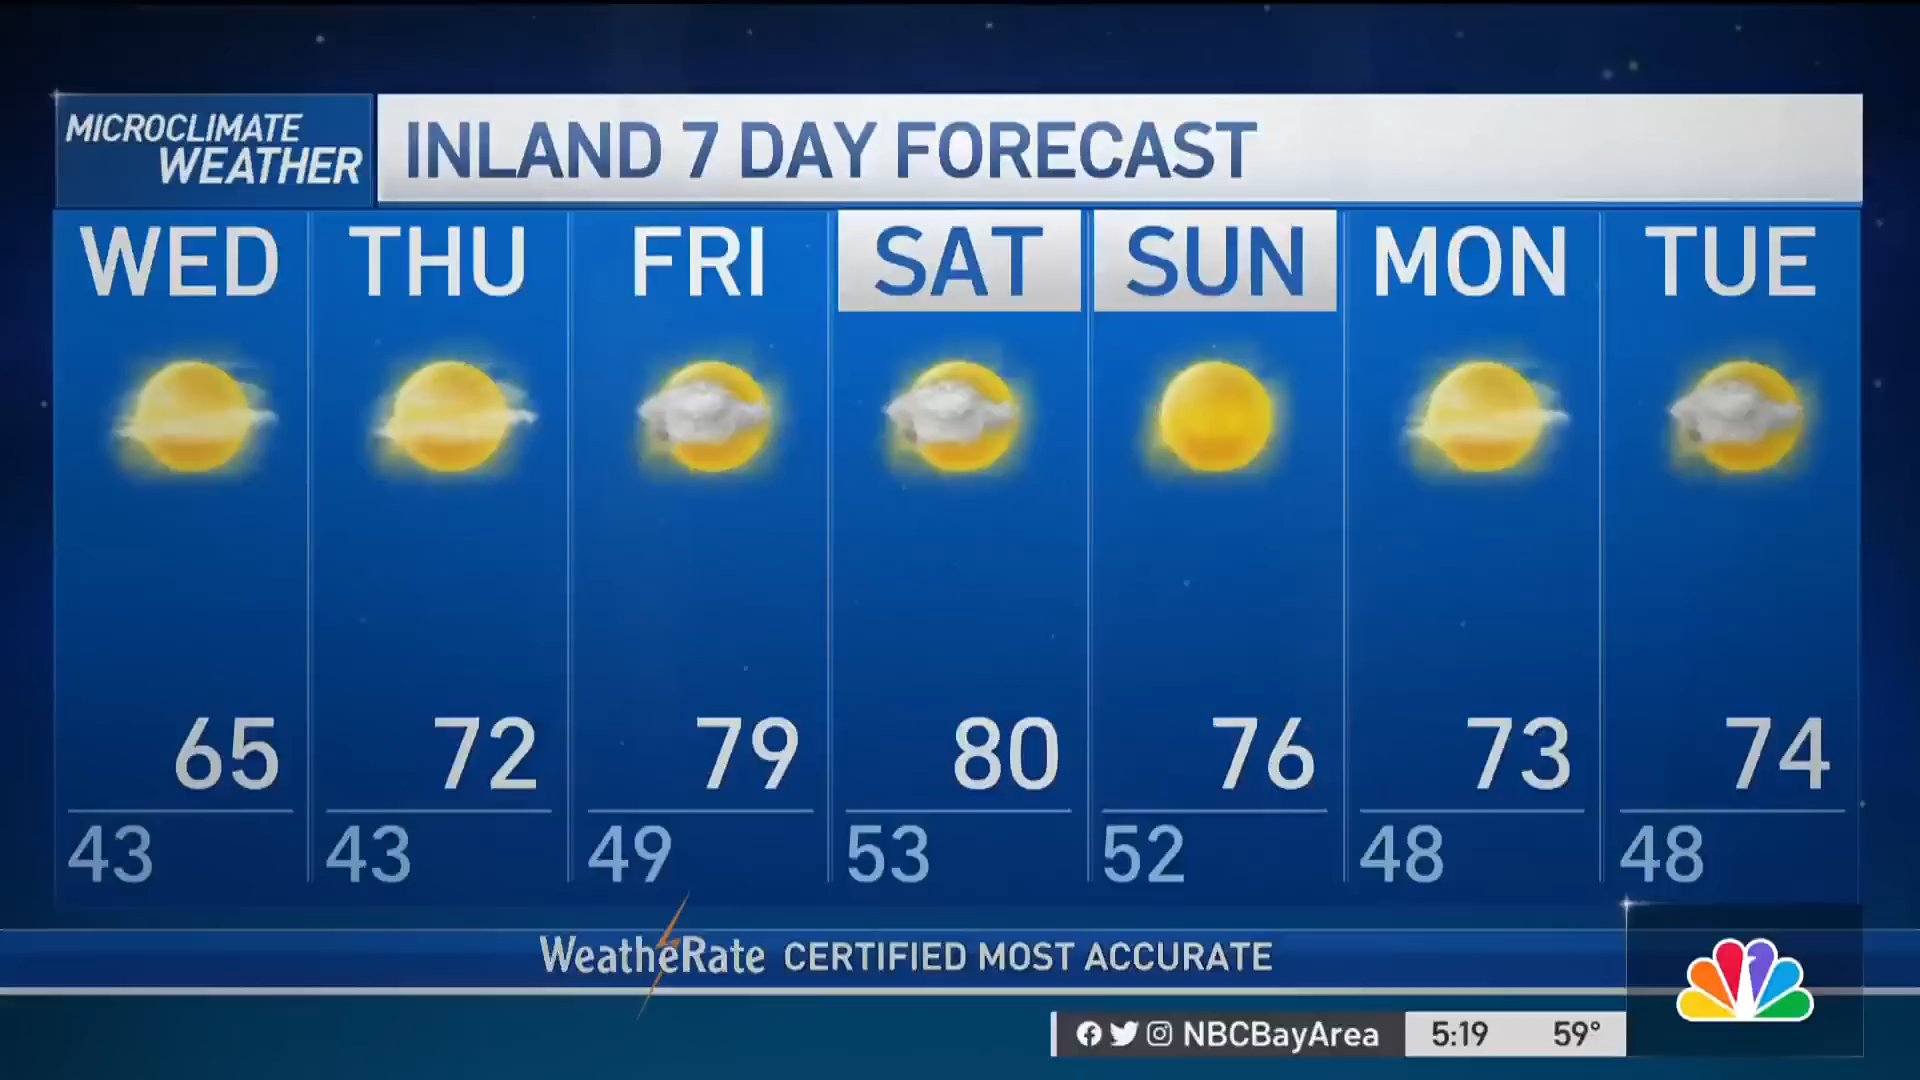 MICROCLIMATE
WEATHER
INLAND 7 DAY FORECAST
WED THU FRI SAT SUN MON TUE
65 72 79 80 76 73 74
43 43 49 53 52 48 48
WeatheRate CERTIFIED MOST ACCURATE
NBCBayArea 5:19 59°